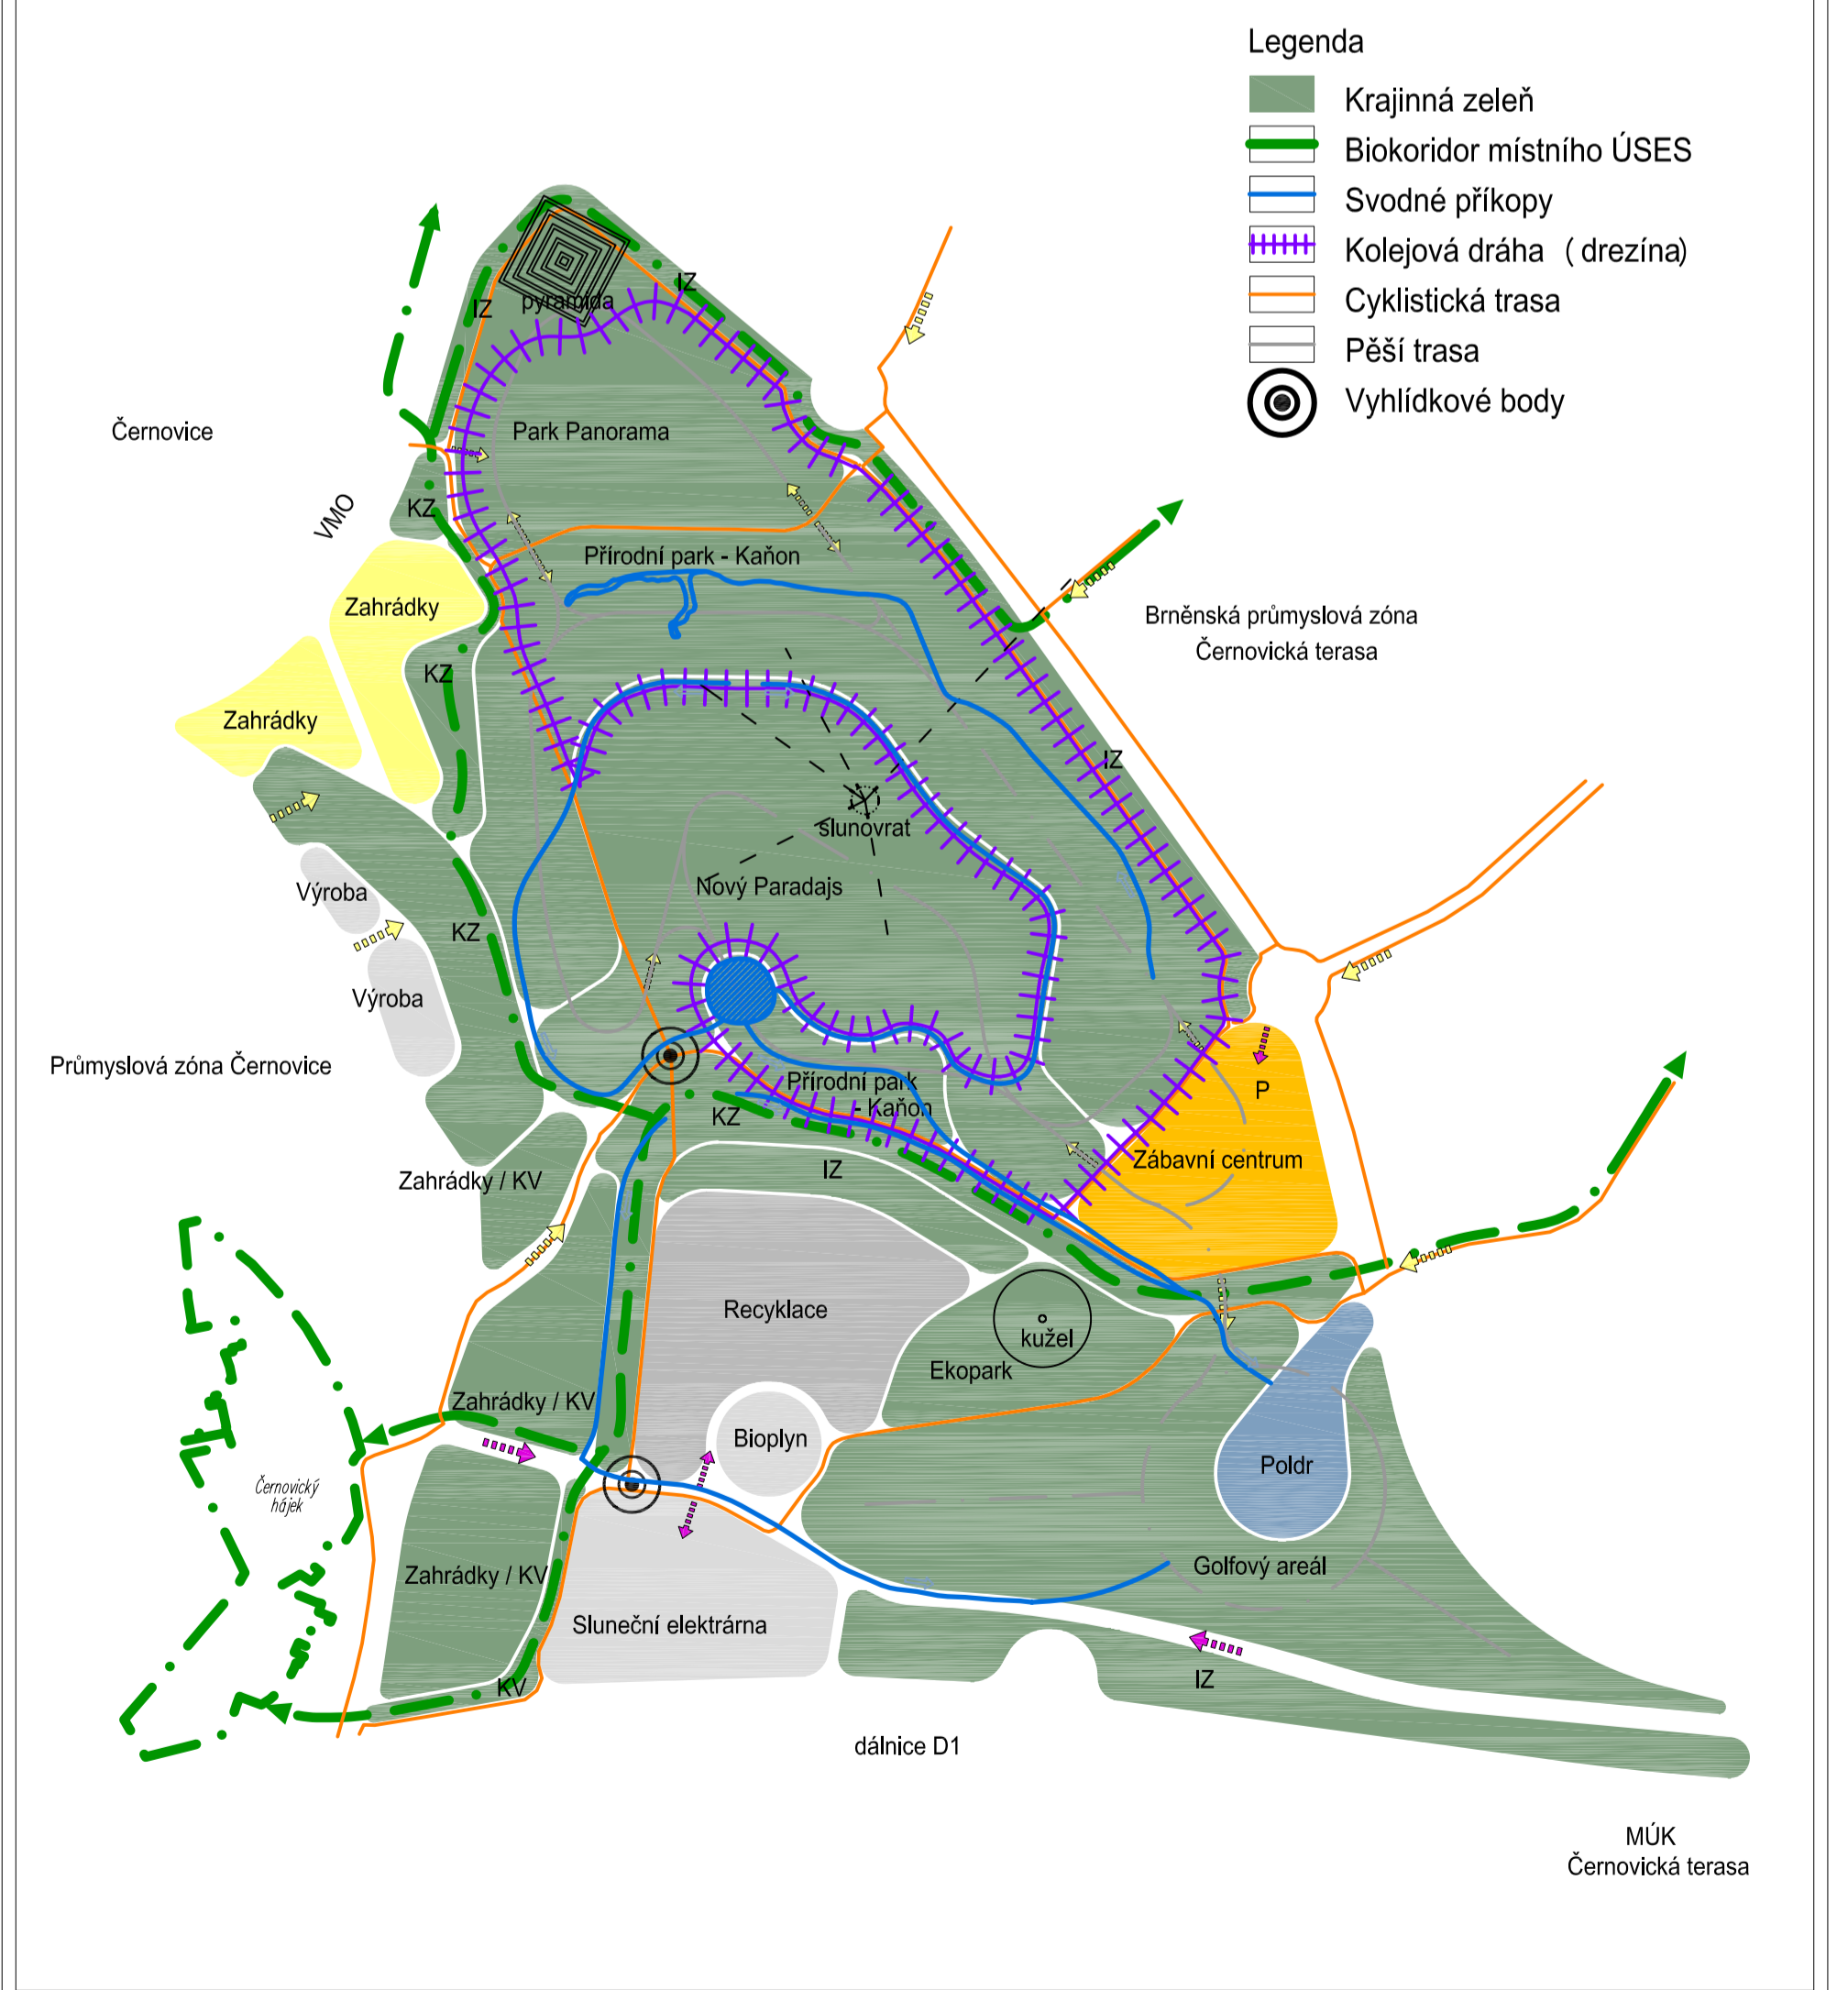 Legenda
Krajinná zeleň
Biokoridor místního ÚSES
Svodné příkopy
Kolejová dráha ( drezína)
Cyklistická trasa
Pěší trasa
Vyhlídkové body
IZ
IZ
pyramida
Černovice
Park Panorama
VMO
KZ
Přírodní park - Kaňon
Zahrádky
Brněnská průmyslová zóna
Černovická terasa
KZ
Zahrádky
IZ
slunovrat
Nový Paradajs
Výroba
KZ
Výroba
Průmyslová zóna Černovice
Přírodní park
- Kaňon
P
KZ
Zábavní centrum
IZ
Zahrádky / KV
Recyklace
kužel
Ekopark
Zahrádky / KV
Bioplyn
Poldr
Černovický
hájek
Golfový areál
Zahrádky / KV
Sluneční elektrárna
IZ
KV
dálnice D1
MÚK
Černovická terasa